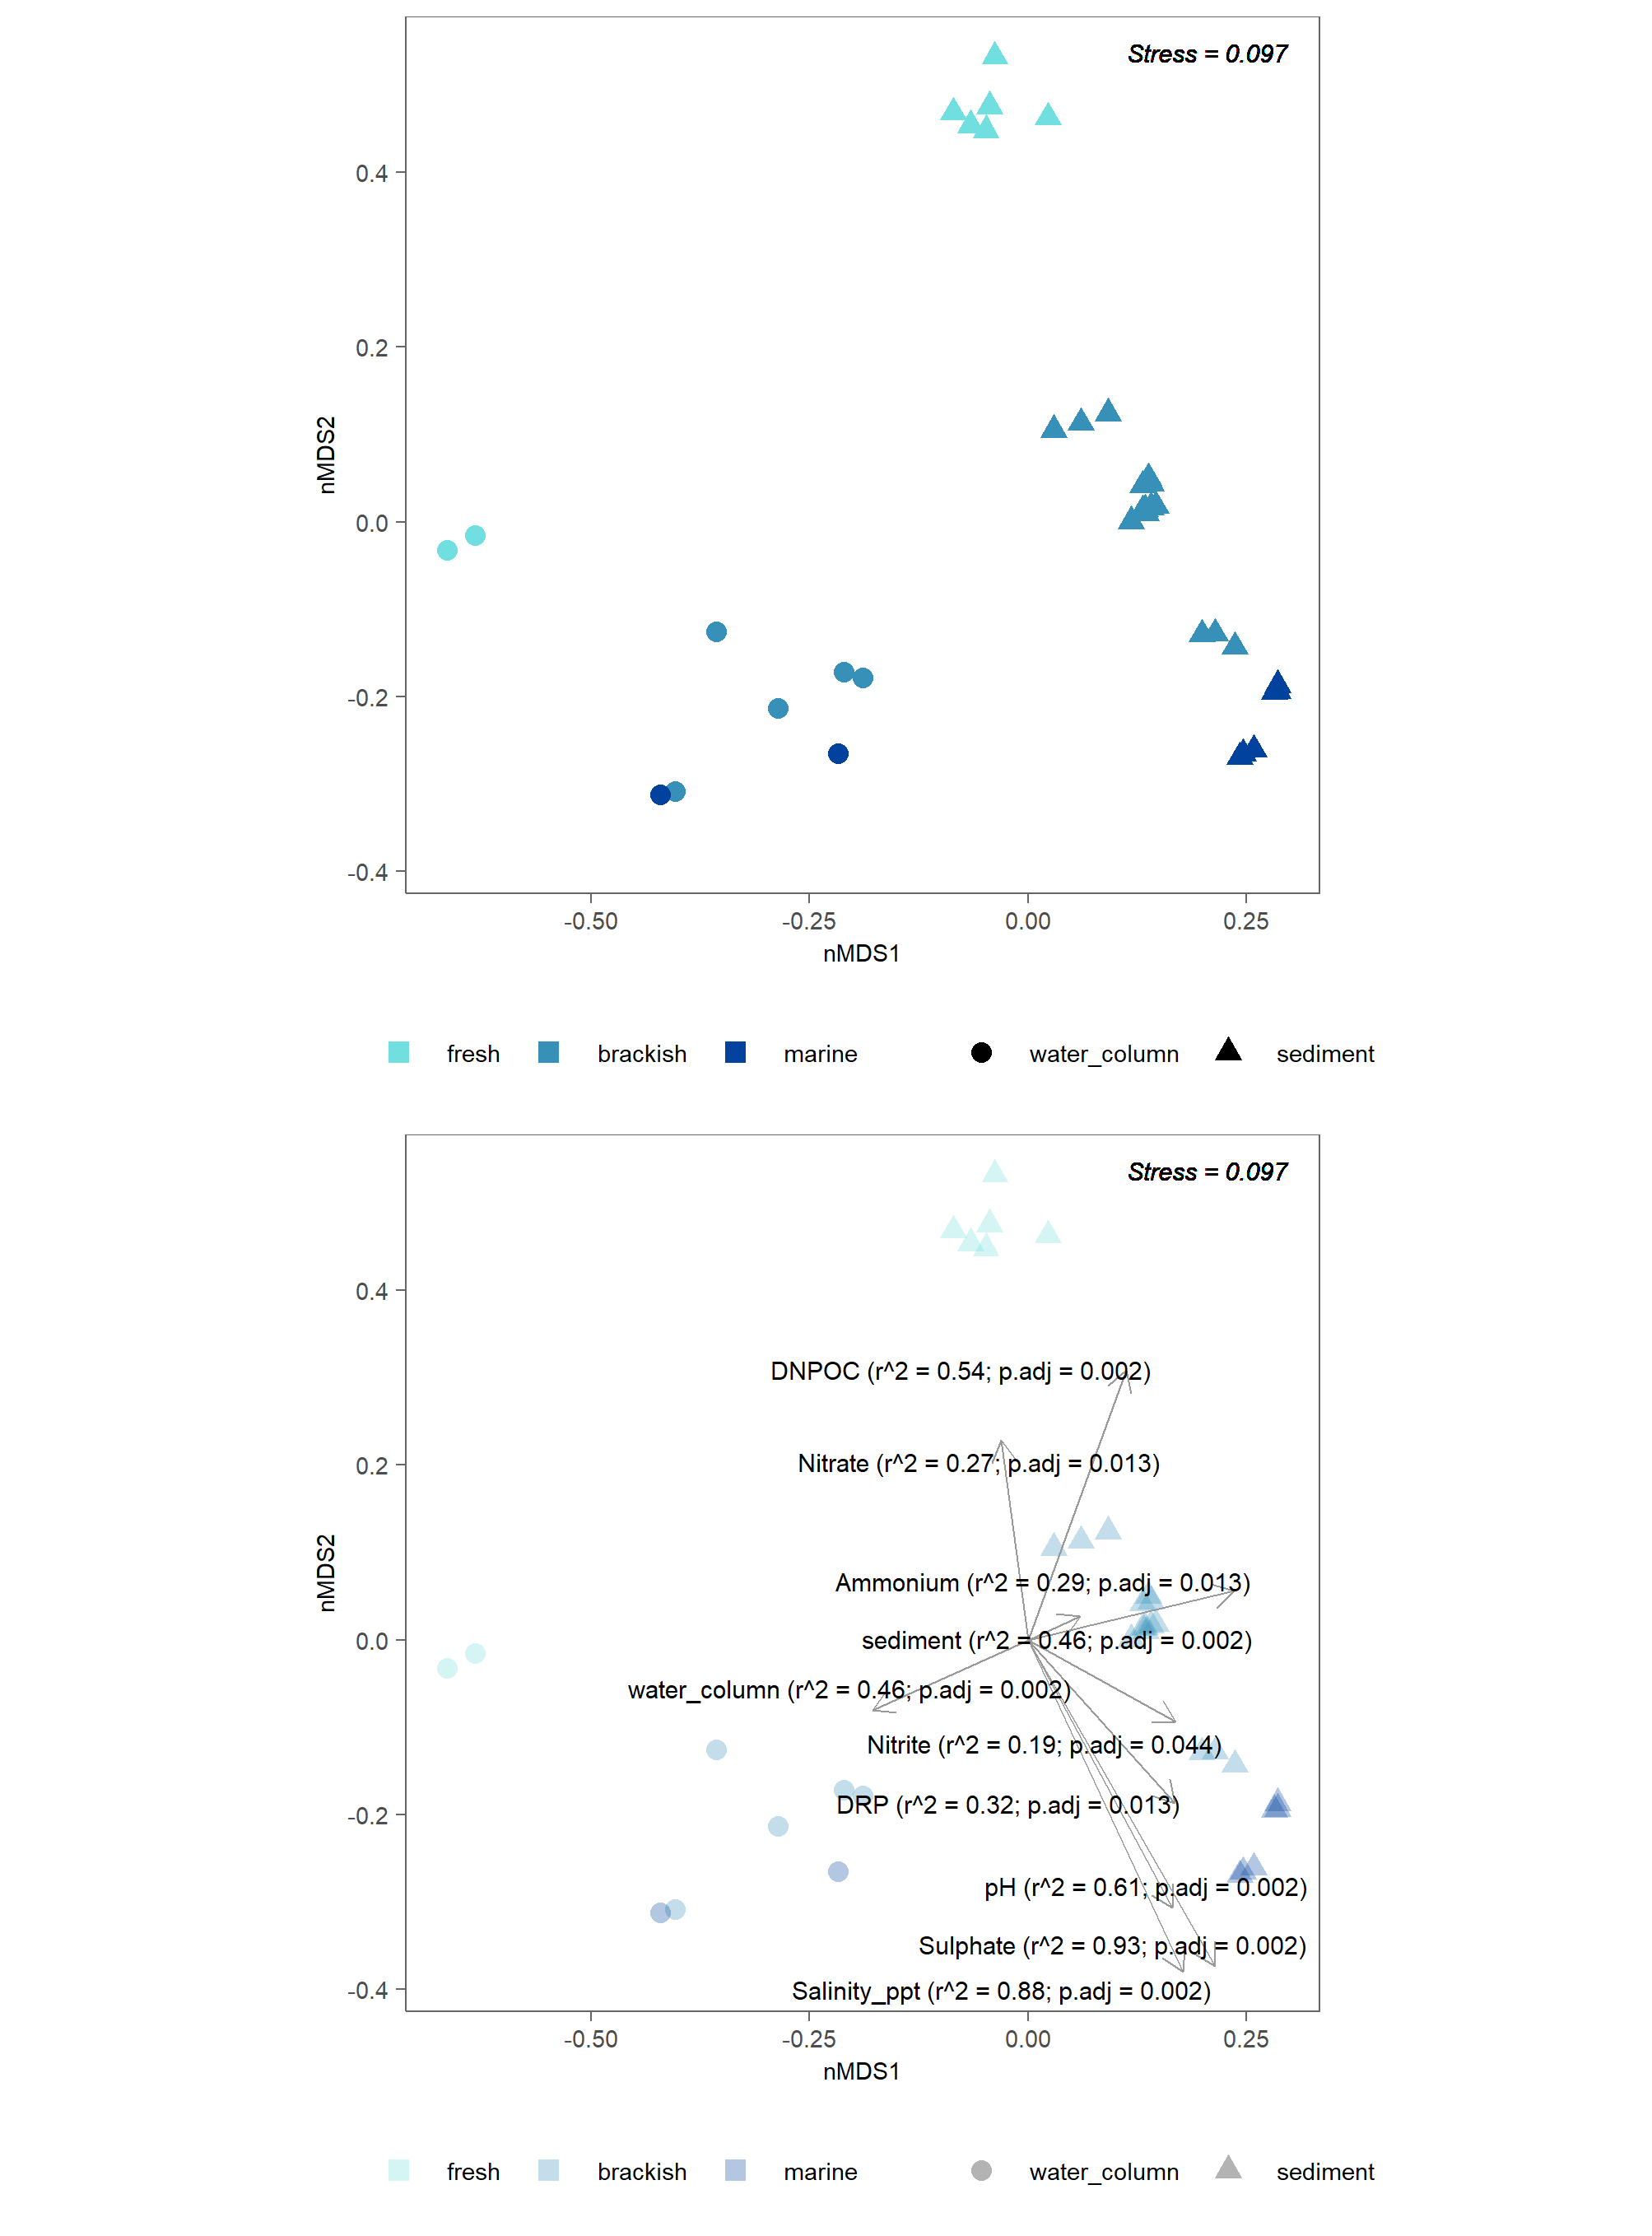 Stress = 0.097
0.4
0.2
0.0
-0.2
-0.4
nMDS2
-0.50 -0.25 0.00 0.25
nMDS1
fresh brackish marine water_column sediment
Stress = 0.097
0.4
DNPOC (r^2 = 0.54; p.adj = 0.002)
0.2
Nitrate (r^2 = 0.27; p.adj = 0.013)
nMDS2
Ammonium (r^2 = 0.29; p.adj = 0.013)
0.0
sediment (r^2 = 0.46; p.adj = 0.002)
water_column (r^2 = 0.46; p.adj = 0.002)
Nitrite (r^2 = 0.19; p.adj = 0.044)
-0.2
DRP (r^2 = 0.32; p.adj = 0.013)
pH (r^2 = 0.61; p.adj = 0.002)
Sulphate (r^2 = 0.93; p.adj = 0.002)
-0.4
Salinity_ppt (r^2 = 0.88; p.adj = 0.002)
-0.50 -0.25 0.00 0.25
nMDS1
fresh brackish marine water_column sediment